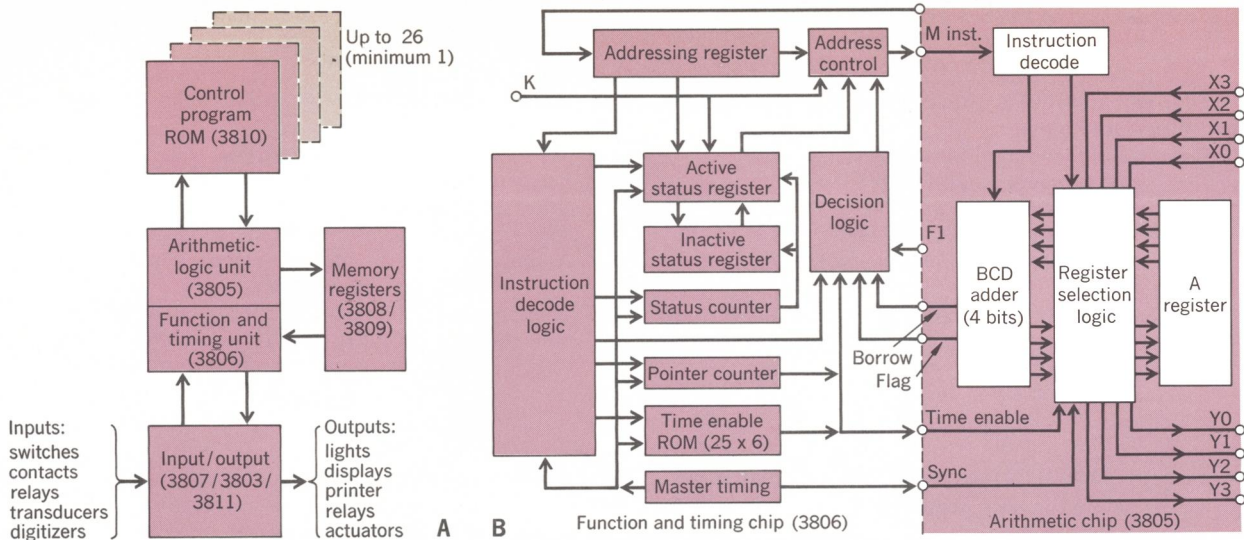 Up to 26
(minimum 1)
Control
program
ROM (3810)
Arithmetic-
logic unit
(3805)
Function and
timing unit
(3806)
Memory
registers
(3808/
3809)
Inputs:
switches
contacts
relays
transducers
digitizers
Input/output
(3807/3803/
3811)
Outputs:
lights
displays
printer
relays
actuators
A
B
K
Addressing register
Address
control
Active
status register
Inactive
status register
Decision
logic
Instruction
decode
logic
Status counter
Pointer counter
Time enable
ROM (25 x 6)
Master timing
Function and timing chip (3806)
M inst.
Instruction
decode
X3
X2
X1
X0
F1
BCD
adder
(4 bits)
Register
selection
logic
A
register
Borrow
Flag
Time enable
Sync
Y0
Y1
Y2
Y3
Arithmetic chip (3805)